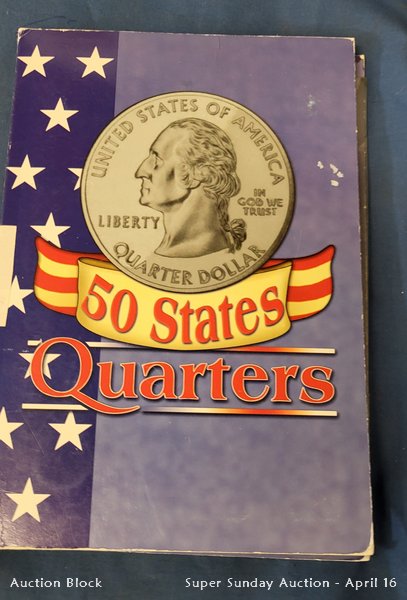 UNITED STATES OF AMERICA
LIBERTY
IN
GOD WE
TRUST
QUARTER DOLLAR
50 States
Quarters
Auction Block
Super Sunday Auction - April 16